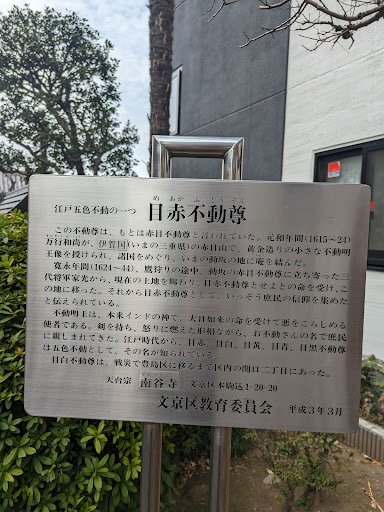 め あか ふ どう そん
江戸五色不動の一つ 目赤不動尊
この不動尊は、もとは赤目不動尊と言われていた。元和年間(1615~24)
万行和尚が、伊賀国(いまの三重県)の赤目山で、黄金造りの小さな不動明
王像を授けられ、諸国をめぐり、いまの動坂の地に庵を結んだ。
寛永年間(1624~44)、鷹狩りの途中、動坂の赤目不動尊に立ち寄った三
代将軍家光から、現在の土地を賜わり、目赤不動尊とせよとの命を受け、こ
の地に移った。それから目赤不動尊として、いっそう庶民の信仰を集めた
と伝えられている。
不動明王は、本来インドの神で、大日如来の命を受けて悪をこらしめる
使者である。剣を持ち、怒りに燃えた形相ながら、お不動さんの名で庶民
に親しまれてきた。江戸時代から、目赤、目白、目黄、目青、目黒不動尊
は五色不動として、その名が知られている。
目白不動尊は、戦災で豊島区に移るまで区内の関口二丁目にあった。
天台宗 南谷寺 文京区本駒込1-20-20
文京区教育委員会 平成3年3月